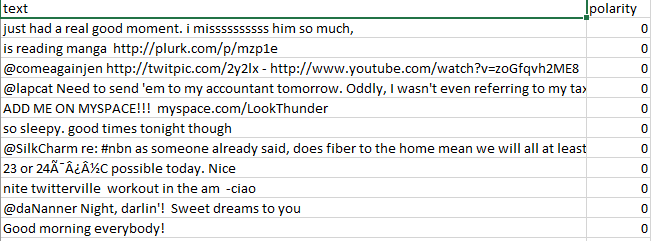 text polarity
just had a real good moment. i missssssssss him so much, 0
is reading manga  http://plurk.com/p/mzp1e 0
@comeagainjen http://twitpic.com/2y2lx - http://www.youtube.com/watch?v=zoGfqvh2ME8 0
@lapcat Need to send 'em to my accountant tomorrow. Oddly, I wasn't even referring to my tax 0
ADD ME ON MYSPACE!!!  myspace.com/LookThunder 0
so sleepy. good times tonight though 0
@SilkCharm re: #nbn as someone already said, does fiber to the home mean we will all at least 0
23 or 24Ã¯Â¿Â½C possible today. Nice 0
nite twitterville  workout in the am  -ciao 0
@daNanner Night, darlin'!  Sweet dreams to you 0
Good morning everybody! 0